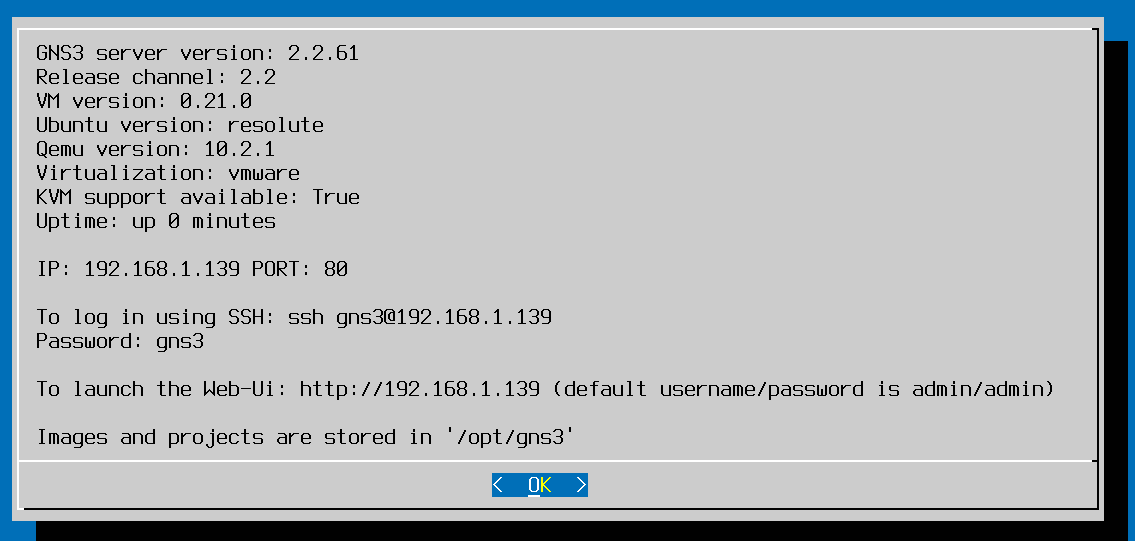 GNS3 server version: 2.2.61
Release channel: 2.2
VM version: 0.21.0
Ubuntu version: resolute
Qemu version: 10.2.1
Virtualization: vmware
KVM support available: True
Uptime: up 0 minutes
IP: 192.168.1.139 PORT: 80
To log in using SSH: ssh gns3@192.168.1.139
Password: gns3
To launch the Web-Ui: http://192.168.1.139 (default username/password is admin/admin)
Images and projects are stored in '/opt/gns3'
< OK >